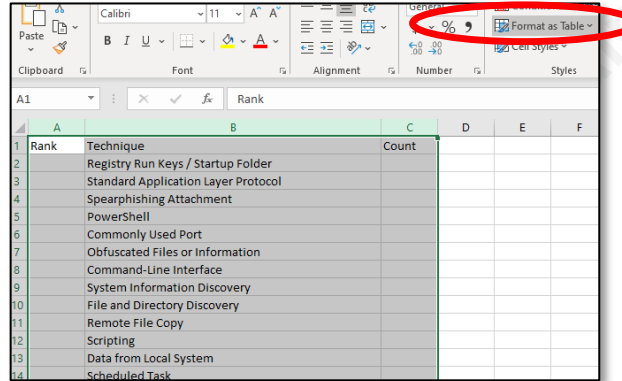 Calibri 11 A^ A˅ General
Paste B I U A % 9 Format as Table
Cell Styles
Clipboard Font Alignment Number Styles
A1 fx Rank
A B C D E F
1 Rank Technique Count
2 Registry Run Keys / Startup Folder
3 Standard Application Layer Protocol
4 Spearphishing Attachment
5 PowerShell
6 Commonly Used Port
7 Obfuscated Files or Information
8 Command-Line Interface
9 System Information Discovery
10 File and Directory Discovery
11 Remote File Copy
12 Scripting
13 Data from Local System
14 Scheduled Task